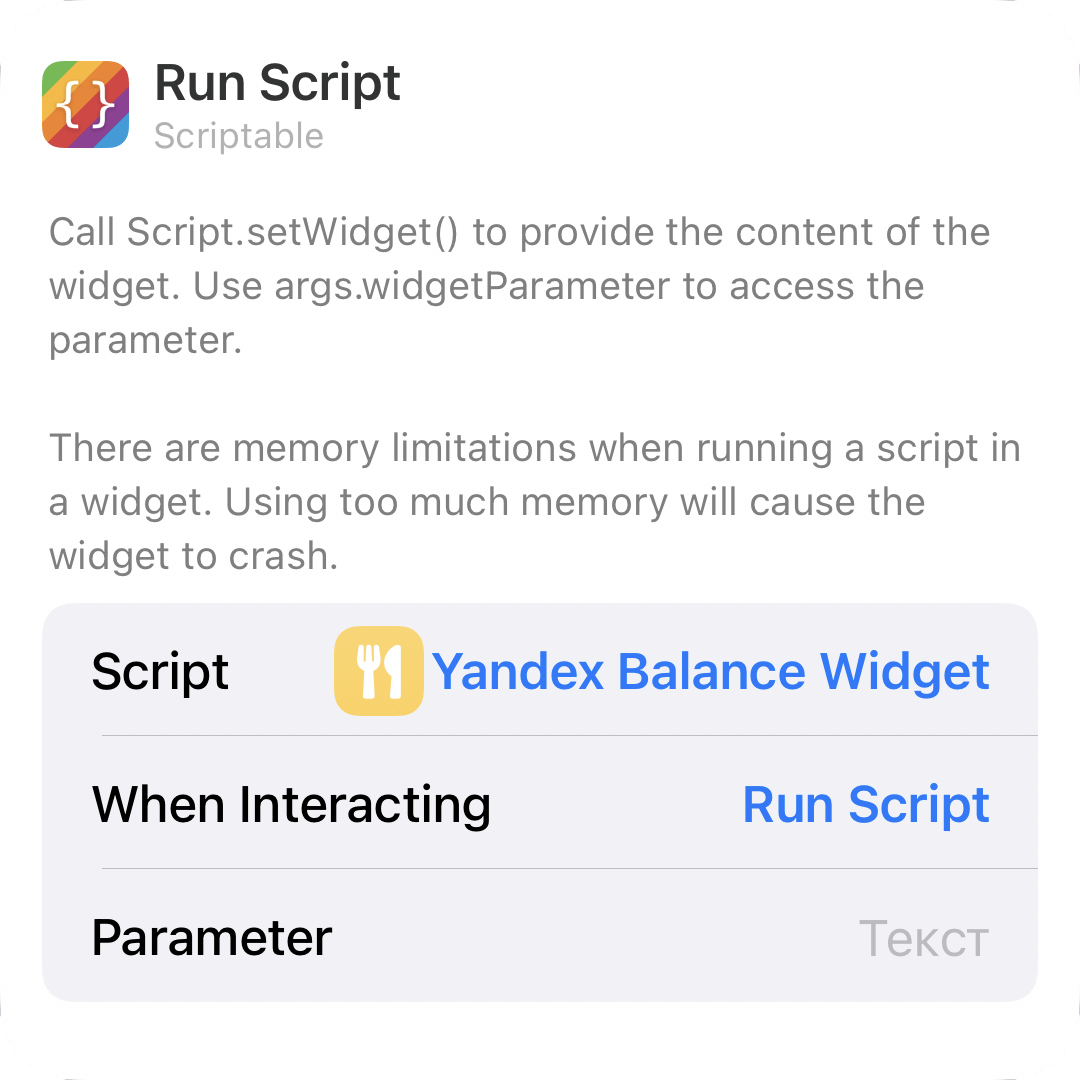 { }
Run Script
Scriptable
Call Script.setWidget() to provide the content of the
widget. Use args.widgetParameter to access the
parameter.
There are memory limitations when running a script in
a widget. Using too much memory will cause the
widget to crash.
Script Yandex Balance Widget
When Interacting Run Script
Parameter Текст